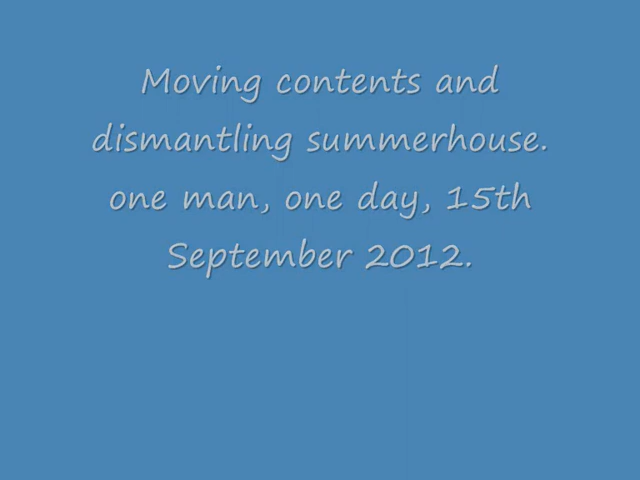 Moving contents and
dismantling summerhouse.
one man, one day, 15th
September 2012.